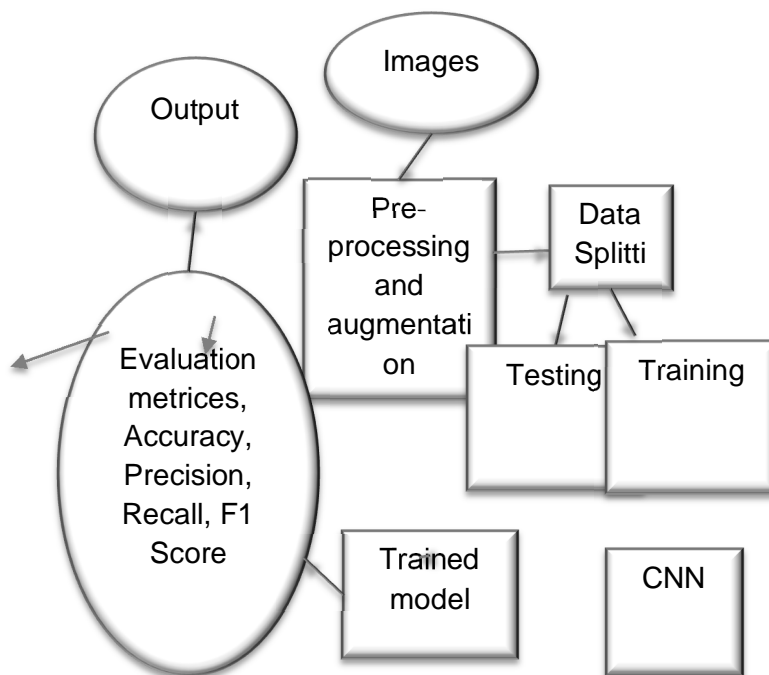 Images
Output
Pre-
processing
and
augmentati
on
Data
Splitti
Testing
Training
Evaluation
metrices,
Accuracy,
Precision,
Recall, F1
Score
Trained
model
CNN